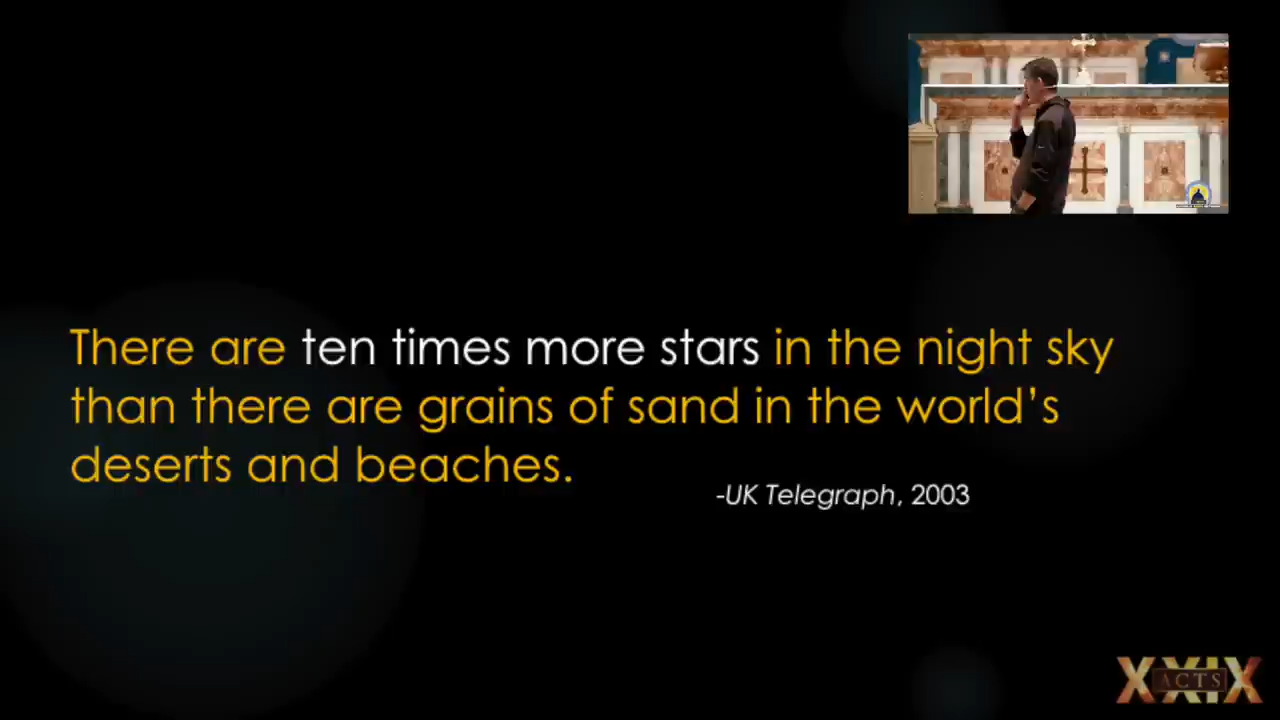 There are ten times more stars in the night sky
than there are grains of sand in the world’s
deserts and beaches.
-UK Telegraph, 2003
XXIX
ACTS